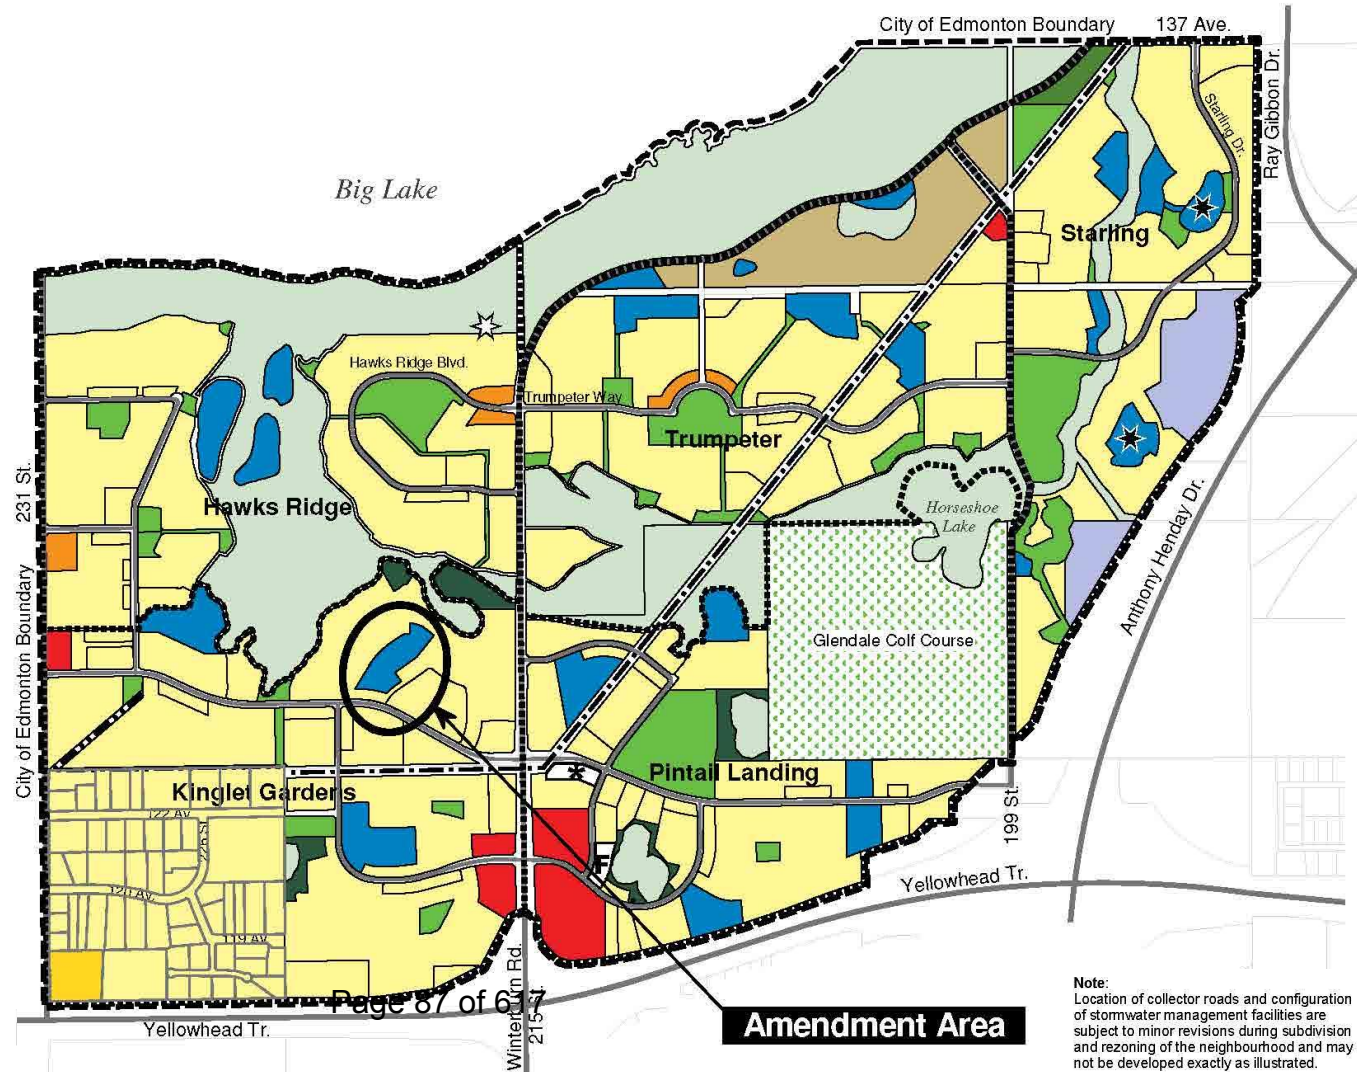 City of Edmonton Boundary
137 Ave.
Ray Gibbon Dr.
Starling Dr.
Big Lake
Starling
Hawks Ridge Blvd.
Trumpeter Way
Trumpeter
231 St.
Hawks Ridge
Horseshoe
Lake
Anthony Henday Dr.
City of Edmonton Boundary
Glendale Colf Course
Pintail Landing
Kinglet Gardens
122 AV
226 St
199 St.
F
Yellowhead Tr.
120 AV.
119 AV
Page 87 of 617
Winterburn Rd.
215 St.
Yellowhead Tr.
Amendment Area
Note:
Location of collector roads and configuration
of stormwater management facilities are
subject to minor revisions during subdivision
and rezoning of the neighbourhood and may
not be developed exactly as illustrated.